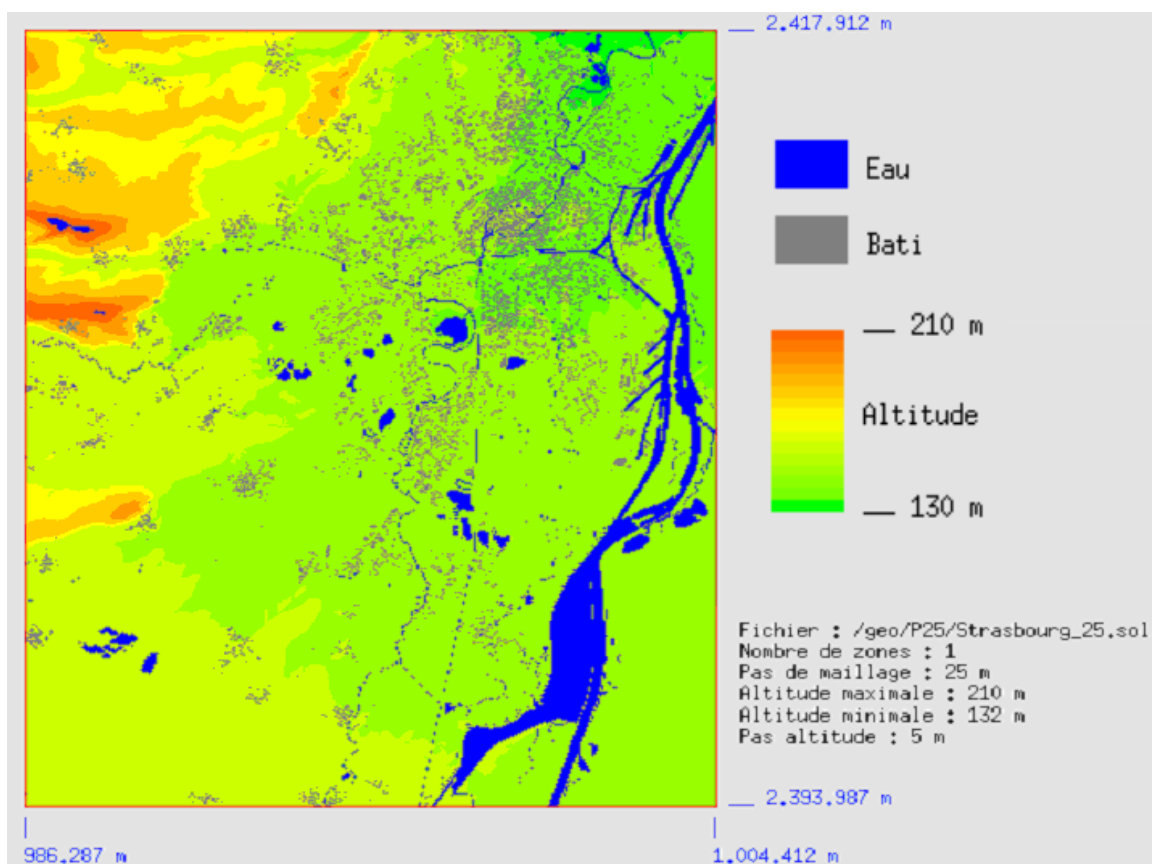 2.417.912 m
Eau
Bati
210 m
Altitude
130 m
Fichier : /geo/P25/Strasbourg_25.sol
Nombre de zones : 1
Pas de maillage : 25 m
Altitude maximale : 210 m
Altitude minimale : 132 m
Pas altitude : 5 m
2.393.987 m
986.287 m
1.004.412 m